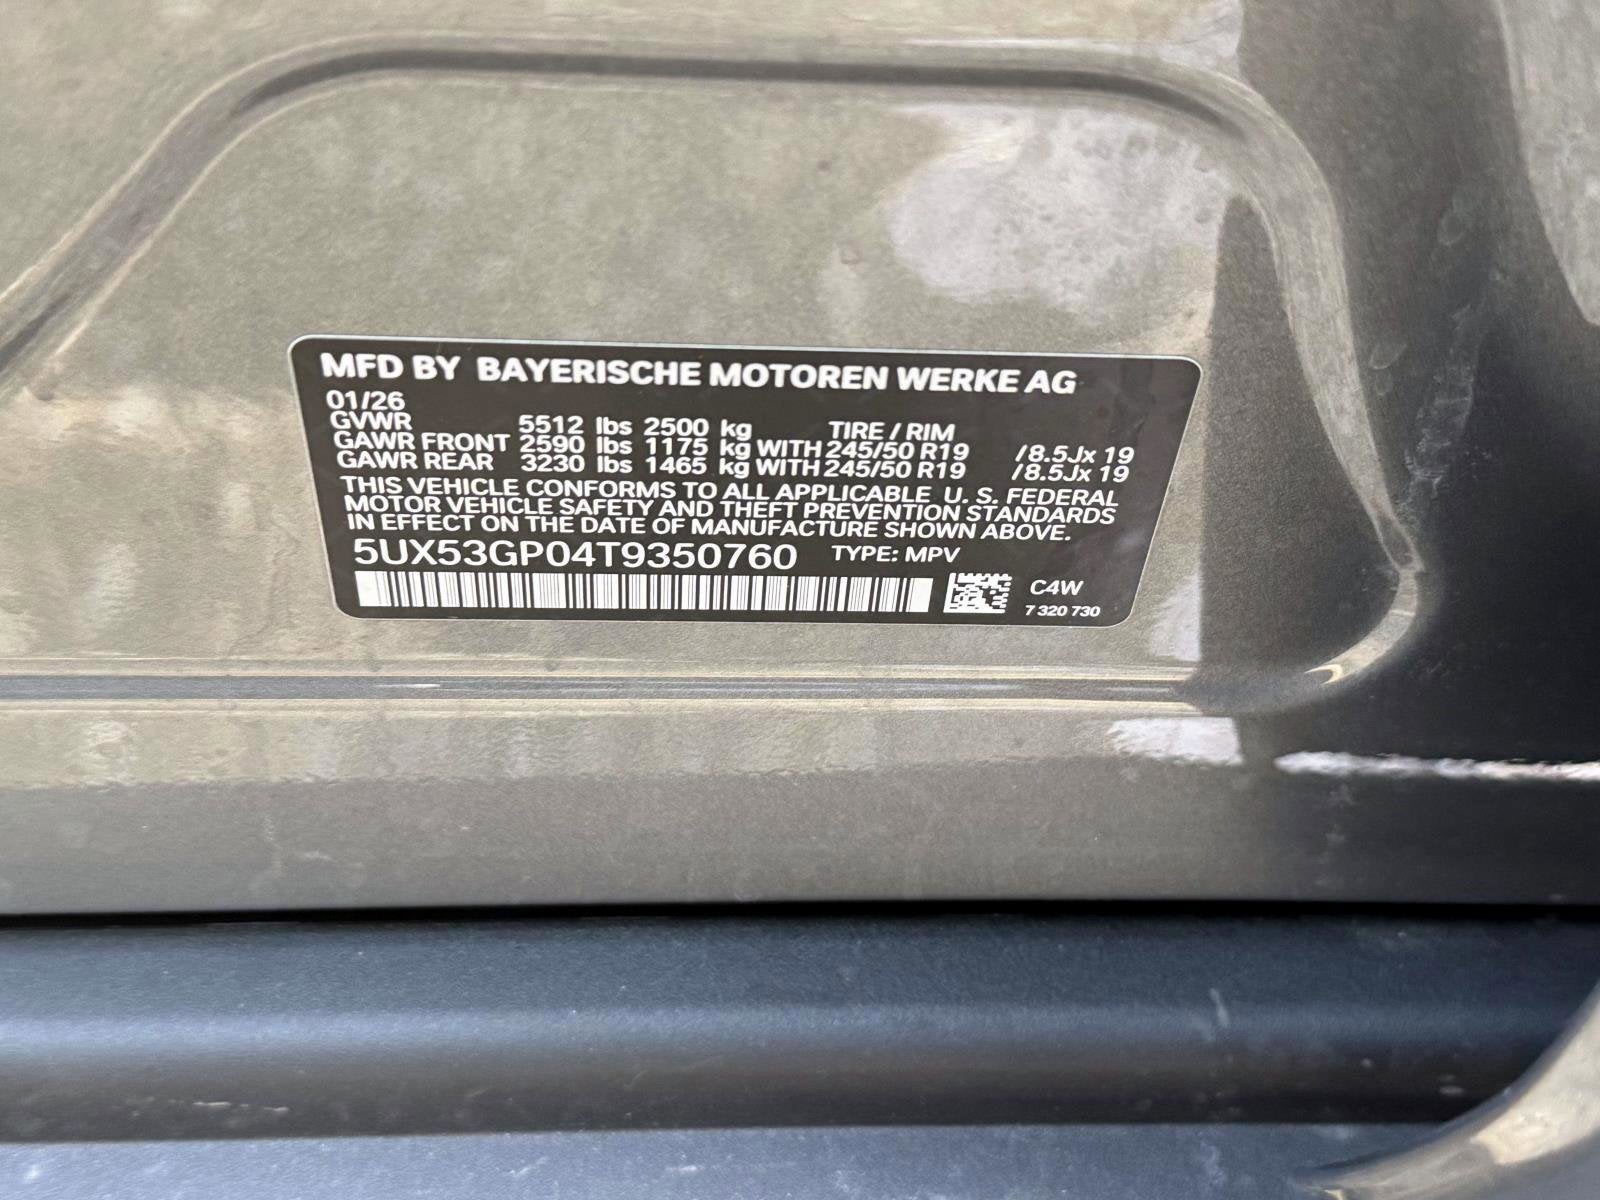 MFD BY BAYERISCHE MOTOREN WERKE AG
01/26
GVWR 5512 lbs 2500 kg TIRE / RIM
GAWR FRONT 2590 lbs 1175 kg WITH 245/50 R19 /8.5Jx 19
GAWR REAR 3230 lbs 1465 kg WITH 245/50 R19 /8.5Jx 19
THIS VEHICLE CONFORMS TO ALL APPLICABLE U. S. FEDERAL
MOTOR VEHICLE SAFETY AND THEFT PREVENTION STANDARDS
IN EFFECT ON THE DATE OF MANUFACTURE SHOWN ABOVE.
5UX53GP04T9350760 TYPE: MPV
C4W
7 320 730